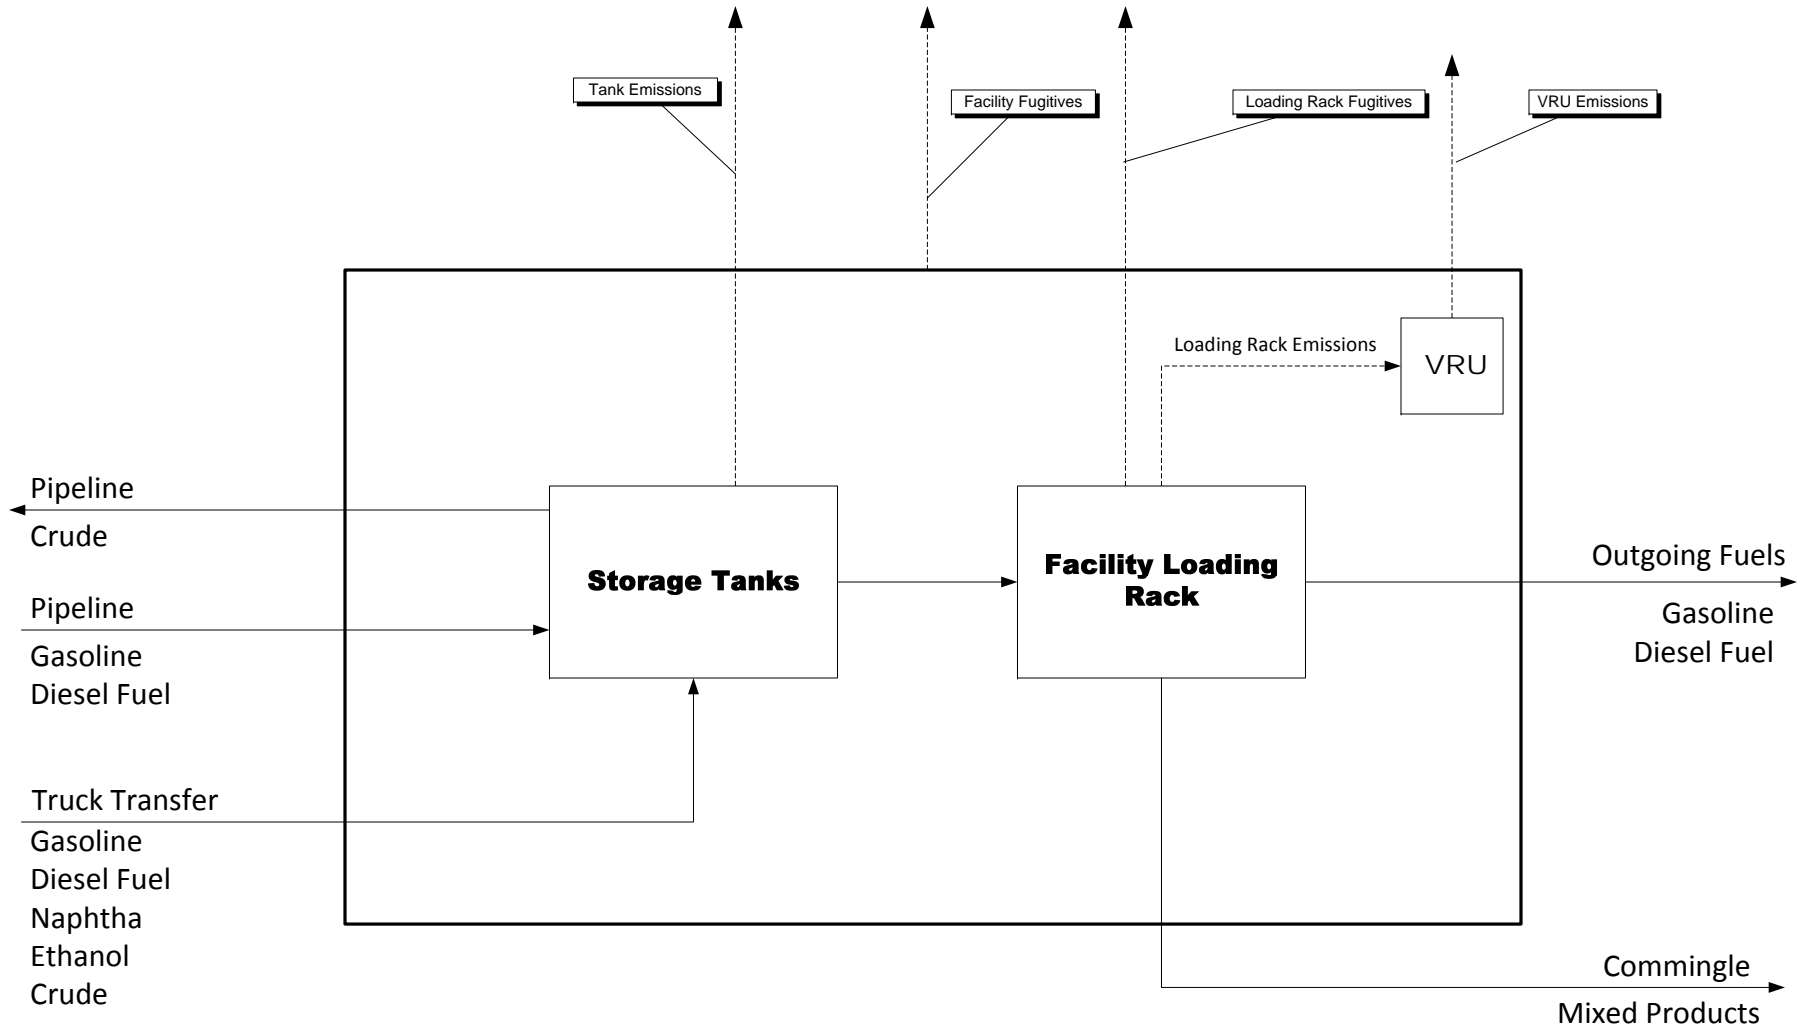 Tank Emissions
Facility Fugitives
Loading Rack Fugitives
VRU Emissions
Loading Rack Emissions
VRU
Pipeline
Crude
Pipeline
Gasoline
Diesel Fuel
Storage Tanks
Facility Loading
Rack
Outgoing Fuels
Gasoline
Diesel Fuel
Truck Transfer
Gasoline
Diesel Fuel
Naphtha
Ethanol
Crude
Commingle
Mixed Products